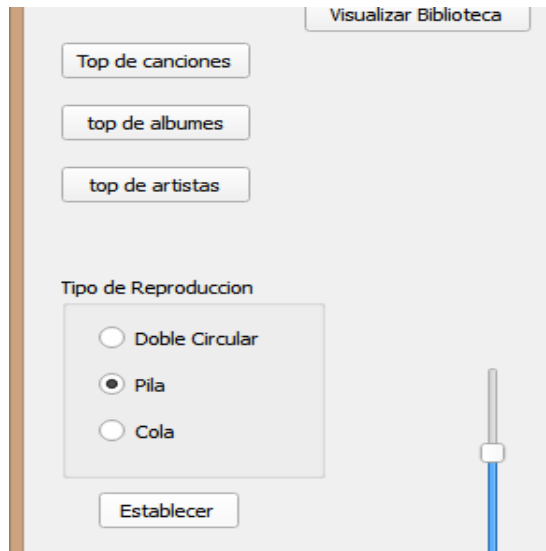 Visualizar Biblioteca
Top de canciones
top de albumes
top de artistas
Tipo de Reproduccion
Doble Circular
Pila
Cola
Establecer